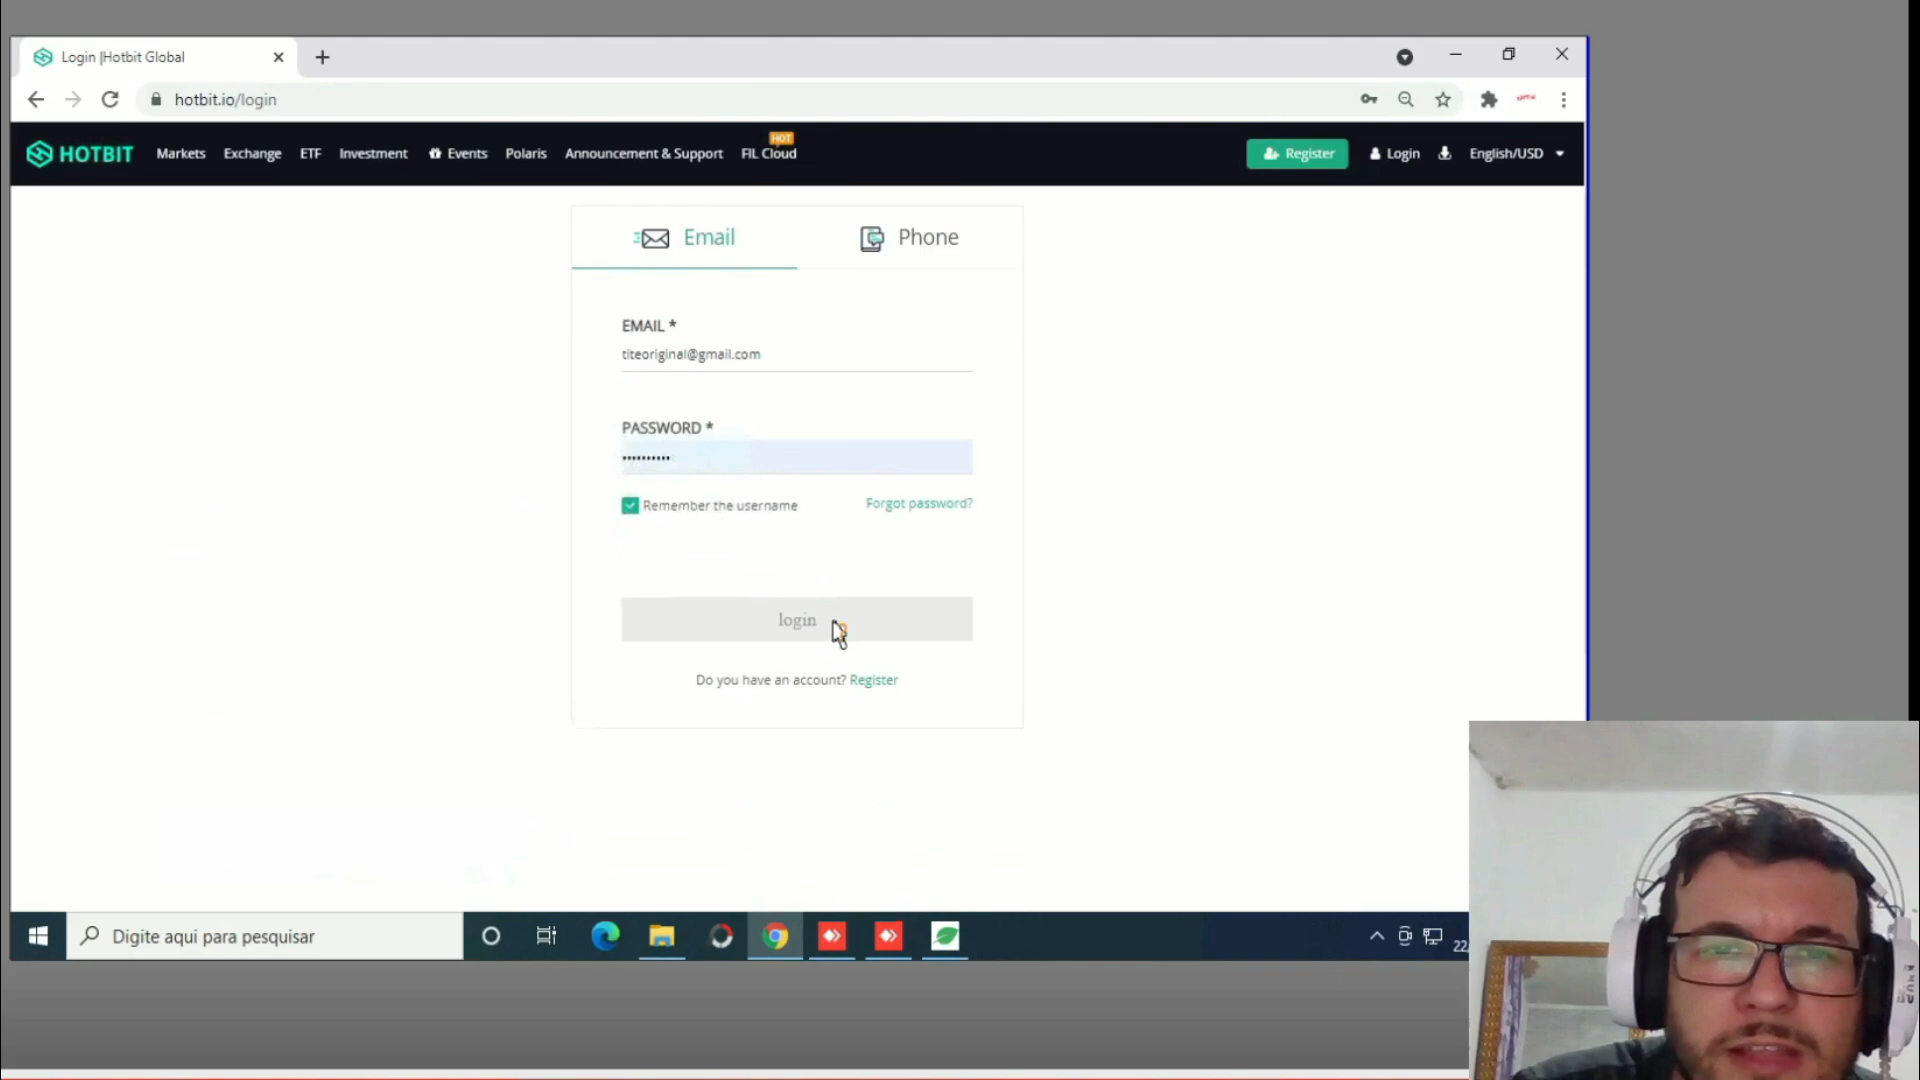 Login |Hotbit Global
hotbit.io/login
HOTBIT Markets Exchange ETF Investment Events Polaris Announcement & Support FIL Cloud HOT Register Login English/USD
Email Phone
EMAIL *
titeoriginal@gmail.com
PASSWORD *
••••••••••
Remember the username Forgot password?
login
Do you have an account? Register
Digite aqui para pesquisar
22